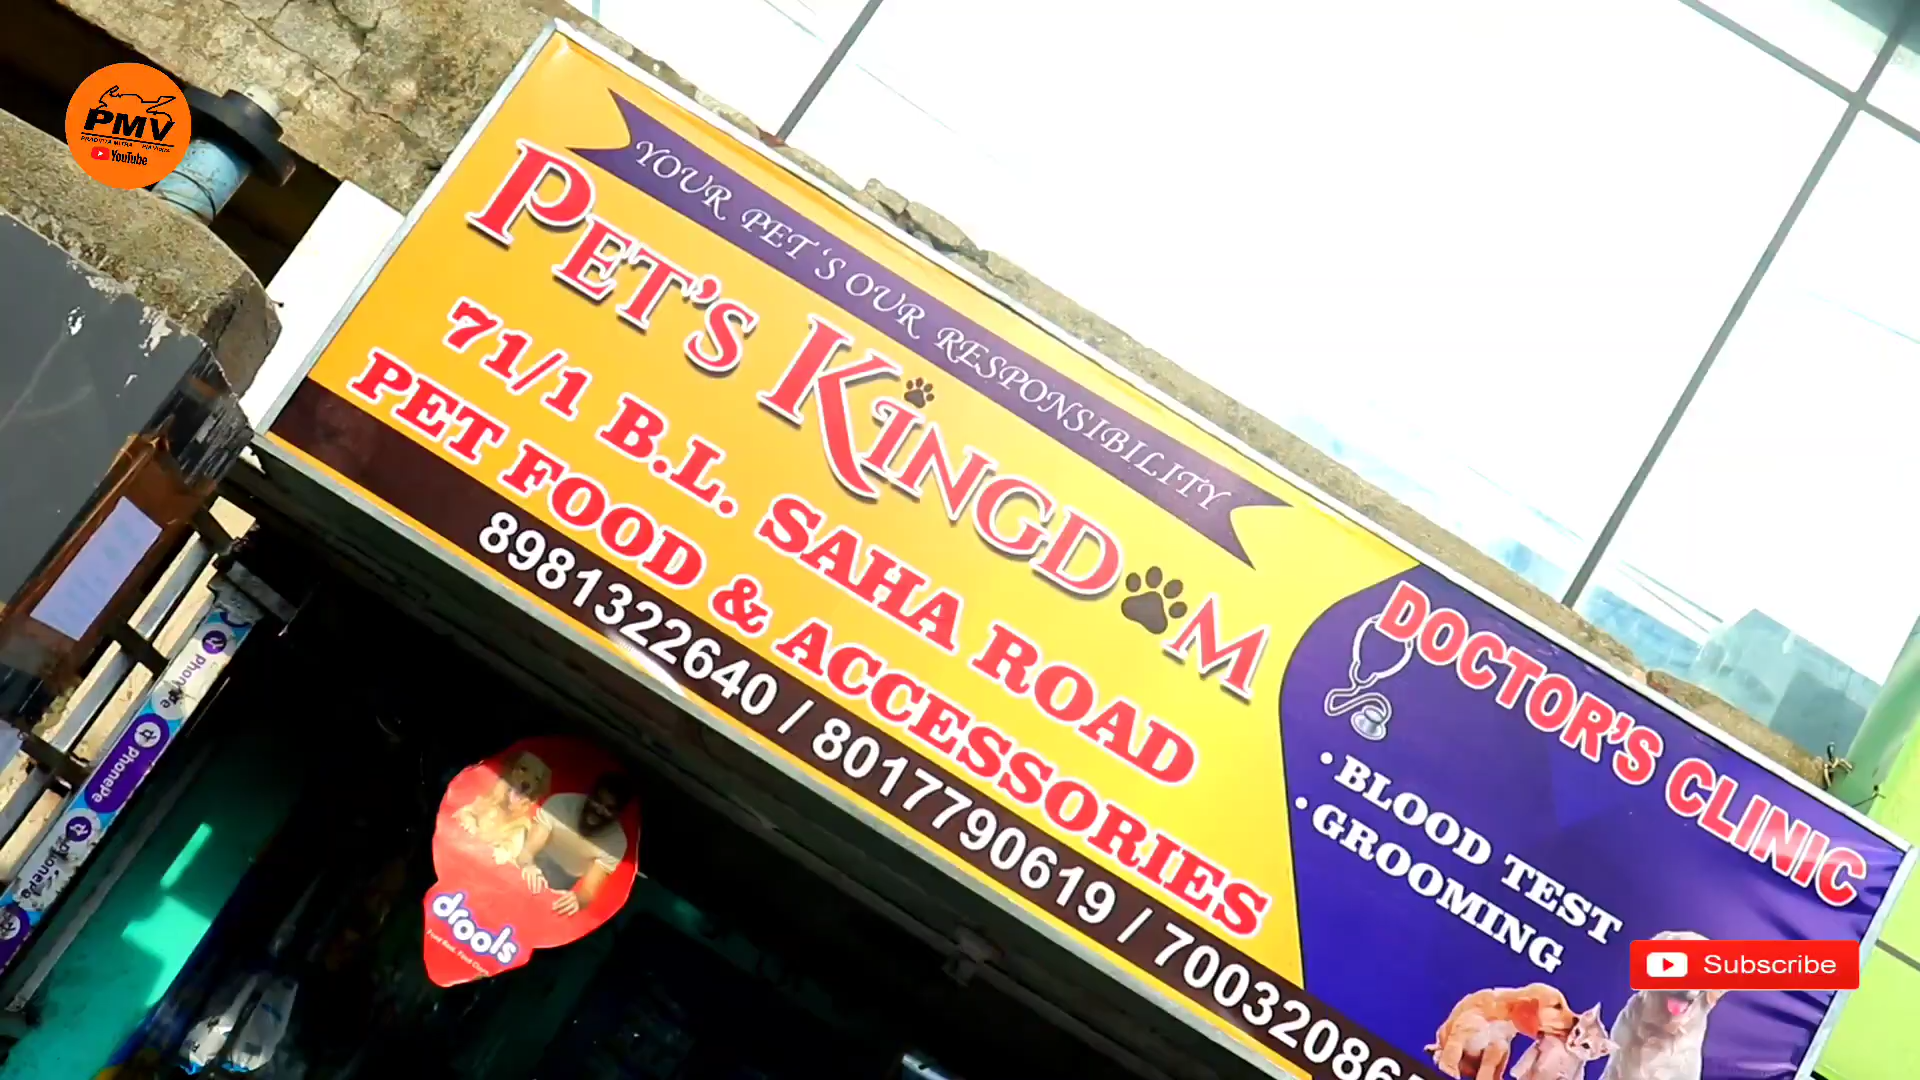 PMV
YouTube
YOUR PET'S OUR RESPONSIBILITY
PET'S KINGDOM
71/1 B.L. SAHA ROAD
PET FOOD & ACCESSORIES
8981322640 / 8017790619 / 70032086
DOCTOR'S CLINIC
• BLOOD TEST
• GROOMING
drools
PhonePe
PhonePe
PhonePe
Subscribe